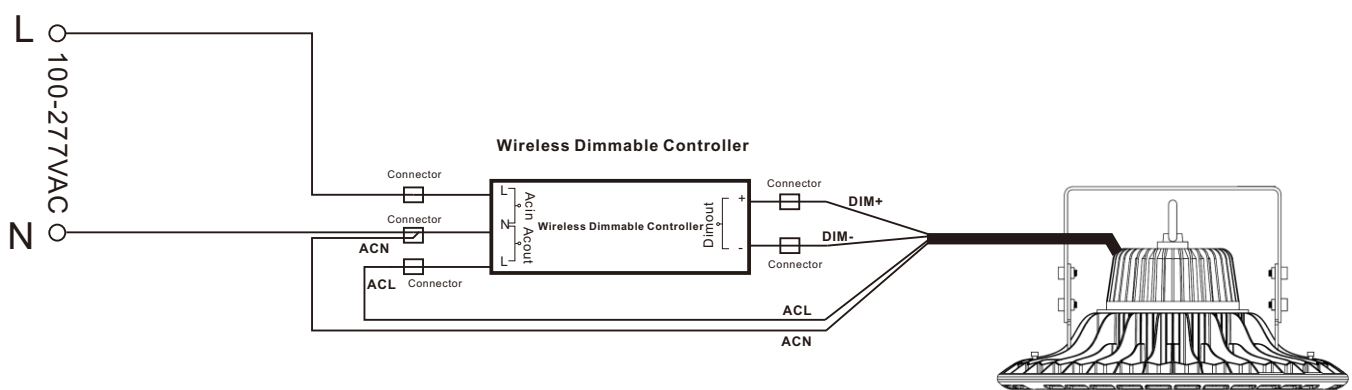 L
100-277VAC
N
Wireless Dimmable Controller
Connector
Connector
ACN
ACL
Connector
L
N
L
Acin
Acout
Wireless Dimmable Controller
Dimout
+
-
Connector
DIM+
DIM-
Connector
ACL
ACN